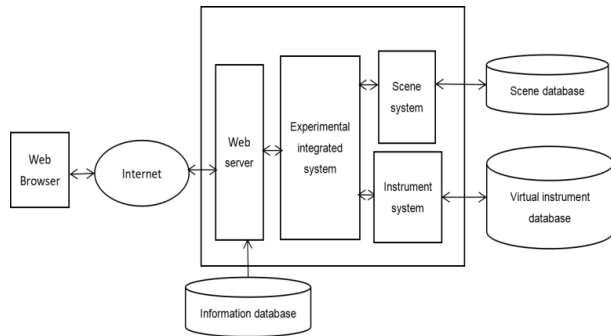 Web
Browser
Internet
Web
server
Experimental
integrated
system
Scene
system
Instrument
system
Scene database
Virtual instrument
database
Information database